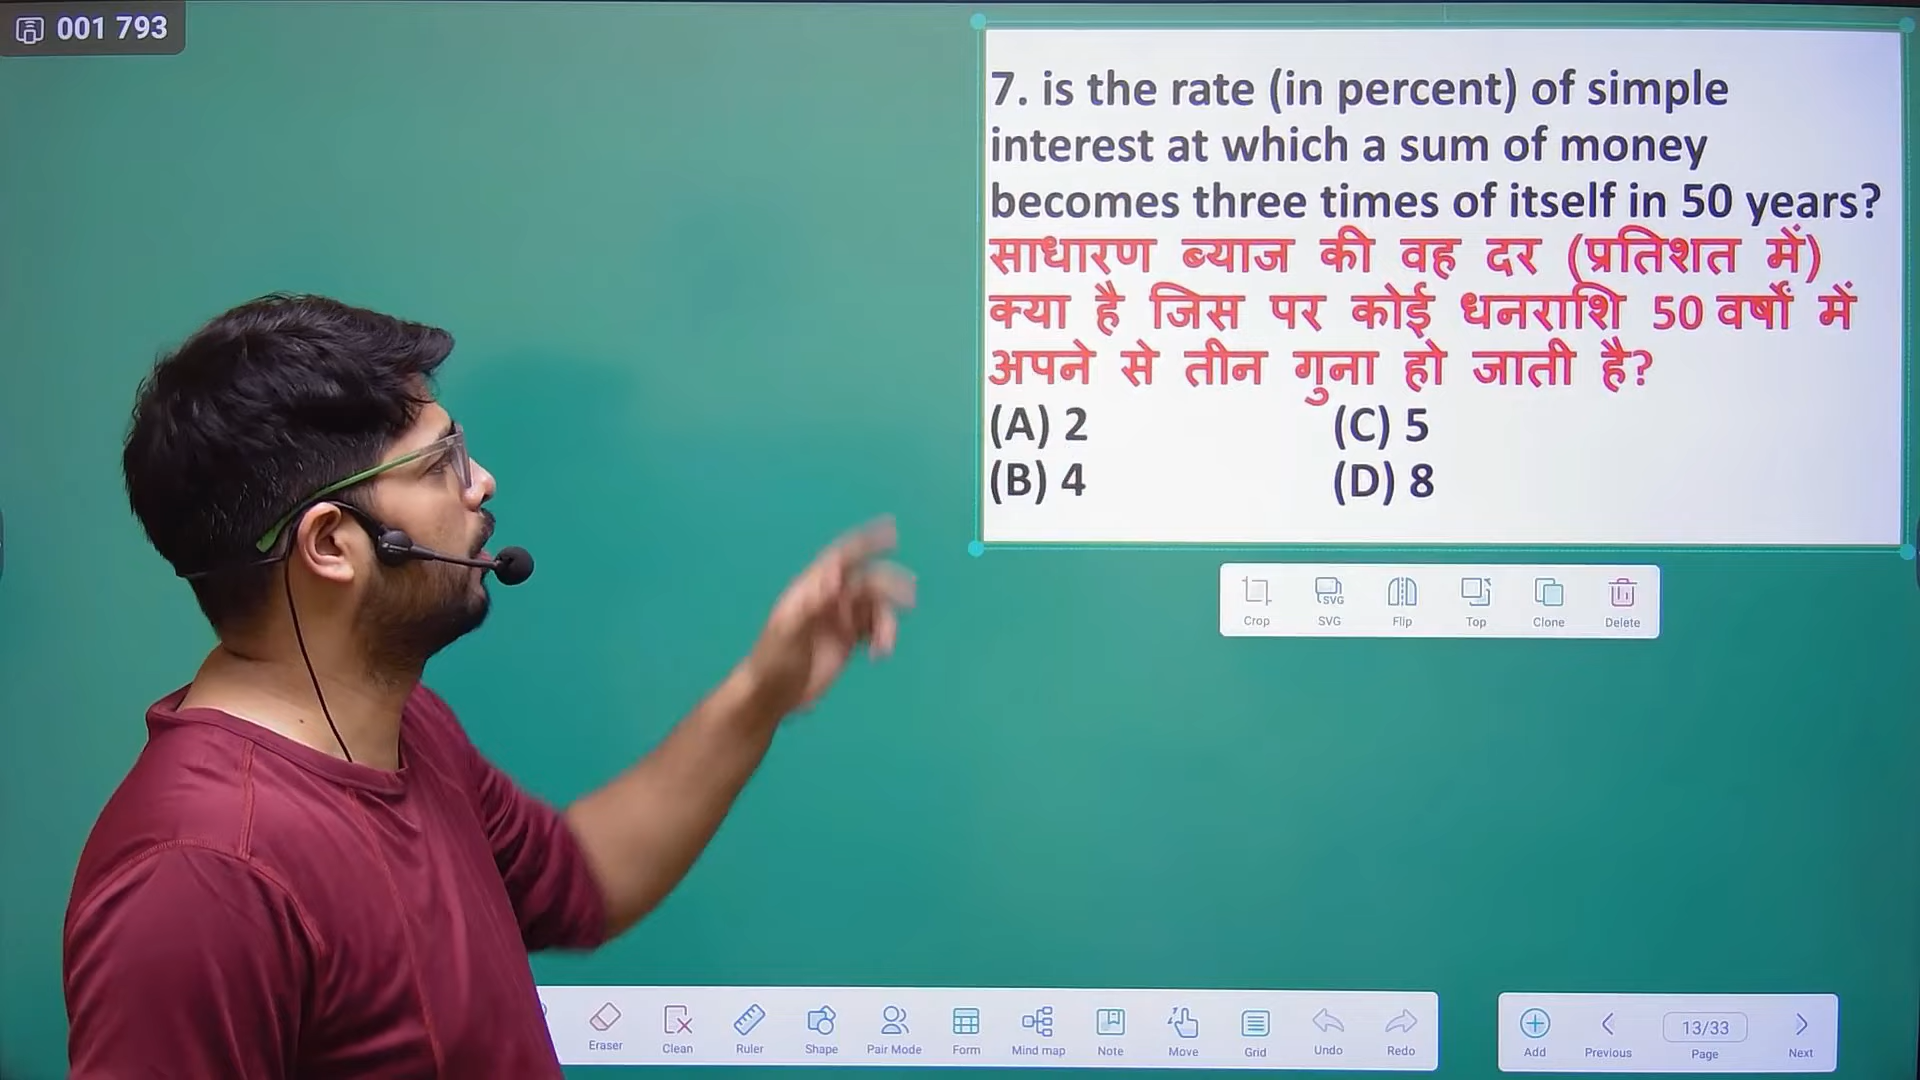 001 793
7. is the rate (in percent) of simple
interest at which a sum of money
becomes three times of itself in 50 years?
साधारण ब्याज की वह दर (प्रतिशत में)
क्या है जिस पर कोई धनराशि 50 वर्षों में
अपने से तीन गुना हो जाती है?
(A) 2 (C) 5
(B) 4 (D) 8
SVG
Crop SVG Flip Top Clone Delete
Eraser Clean Ruler Shape Pair Mode Form Mind map Note Move Grid Undo Redo
13/33
Add Previous Page Next